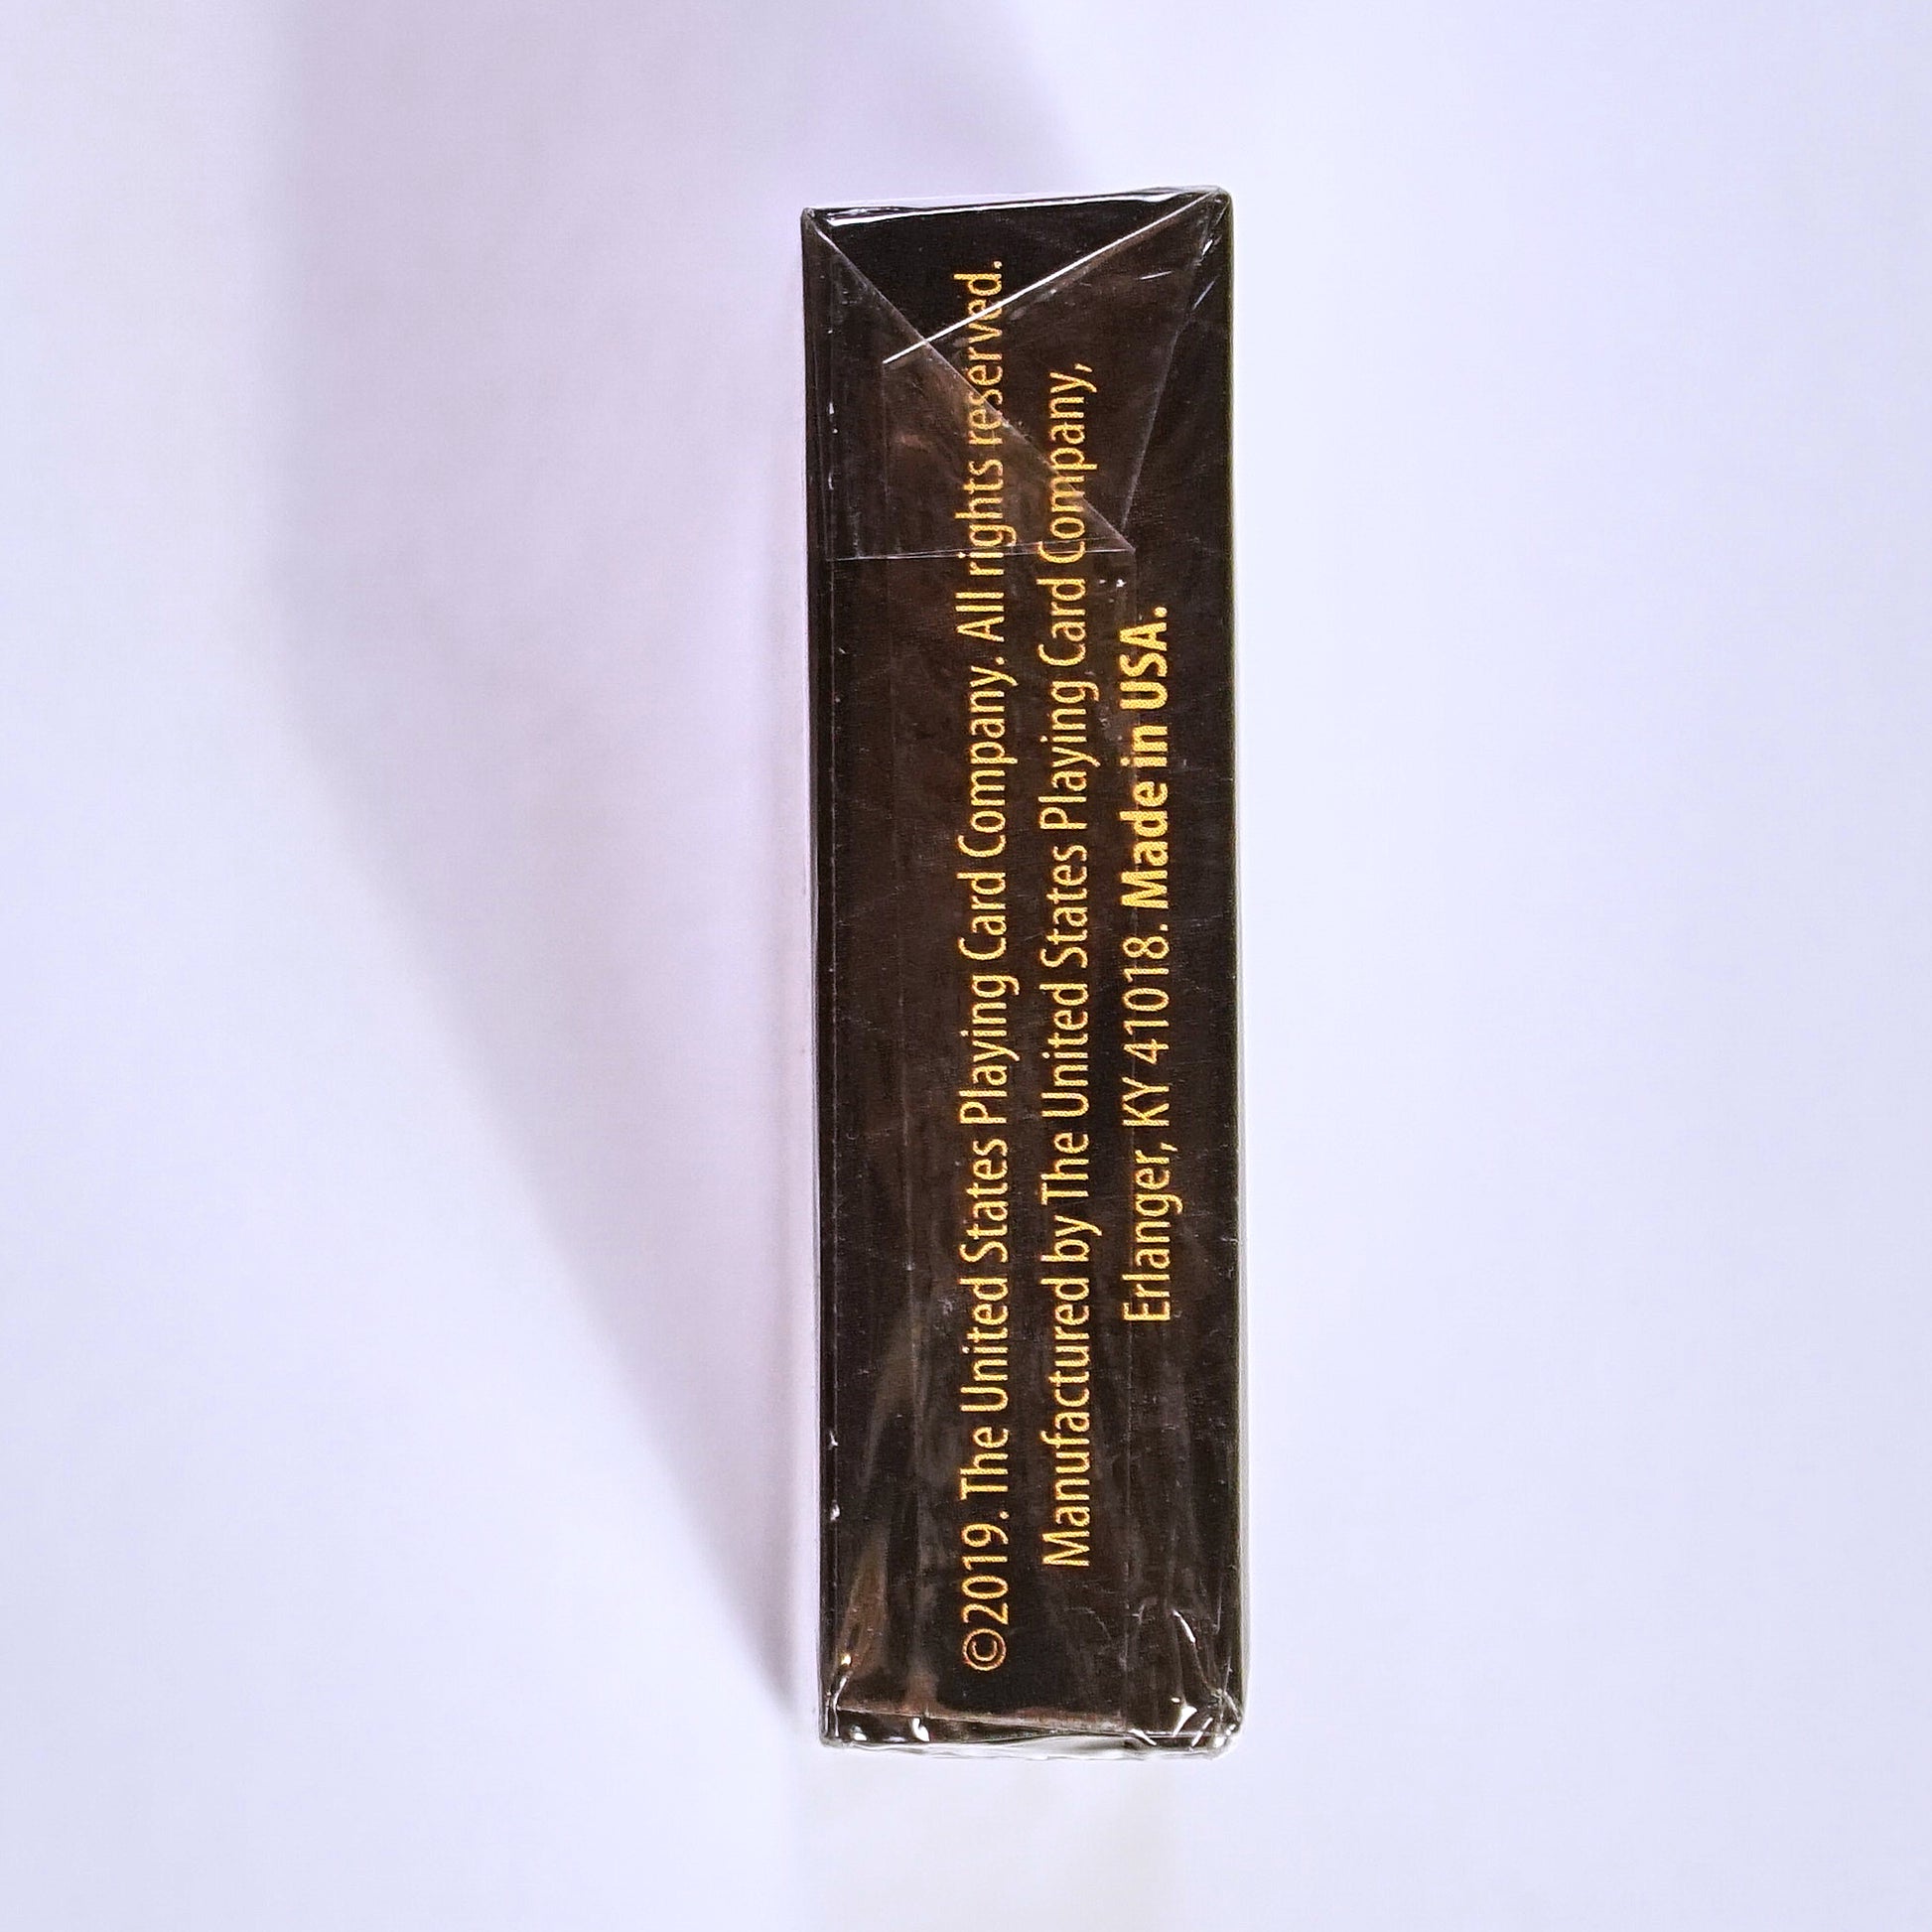 ©2019. The United States Playing Card Company. All rights reserved.
Manufactured by The United States Playing Card Company,
Erlanger, KY 41018. Made in USA.